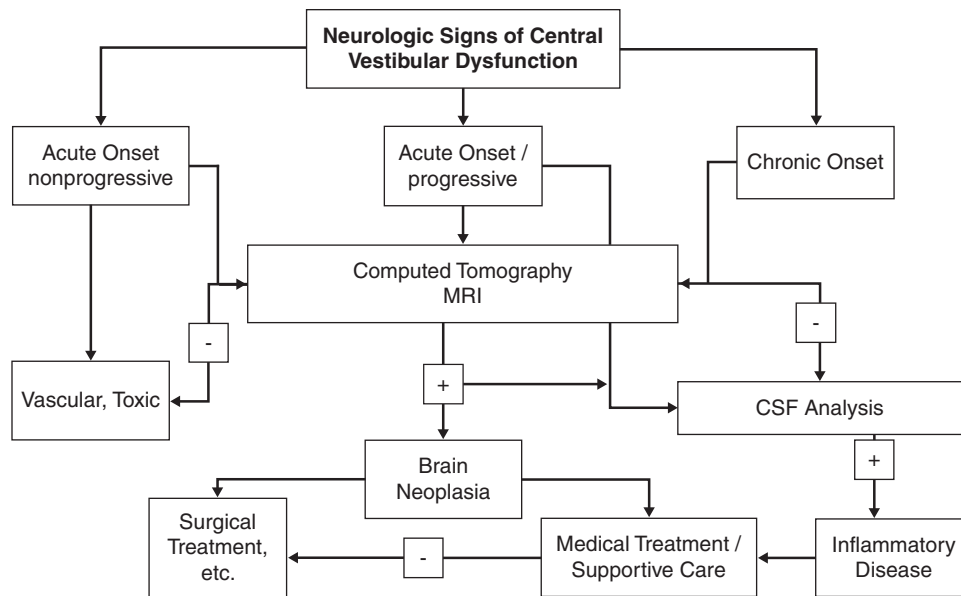 Neurologic Signs of Central
Vestibular Dysfunction
Acute Onset
nonprogressive
Acute Onset /
progressive
Chronic Onset
Computed Tomography
MRI
-
-
Vascular, Toxic
+
CSF Analysis
+
Brain
Neoplasia
Surgical
Treatment,
etc.
-
Medical Treatment /
Supportive Care
Inflammatory
Disease